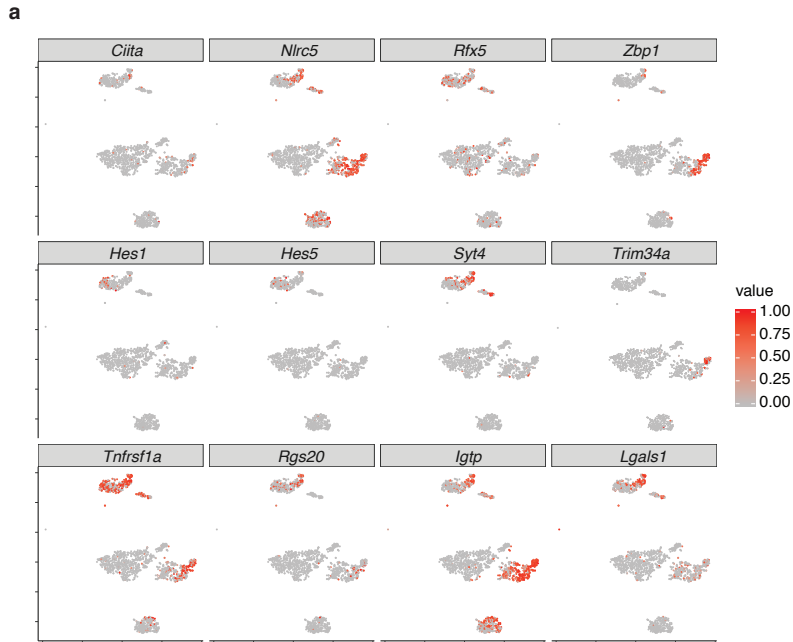 a
Ciita Nlrc5 Rfx5 Zbp1
Hes1 Hes5 Syt4 Trim34a
value
1.00
0.75
0.50
0.25
0.00
Tnfrsf1a Rgs20 Igtp Lgals1